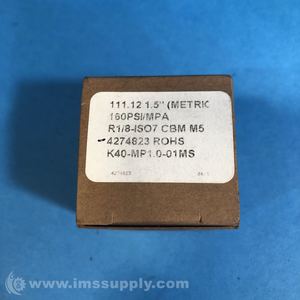 111.12 1.5" (METRIC
160PSI/MPA
R1/8-ISO7 CBM M5
4274823 ROHS
K40-MP1.0-01MS
4274823
© www.imssupply.com